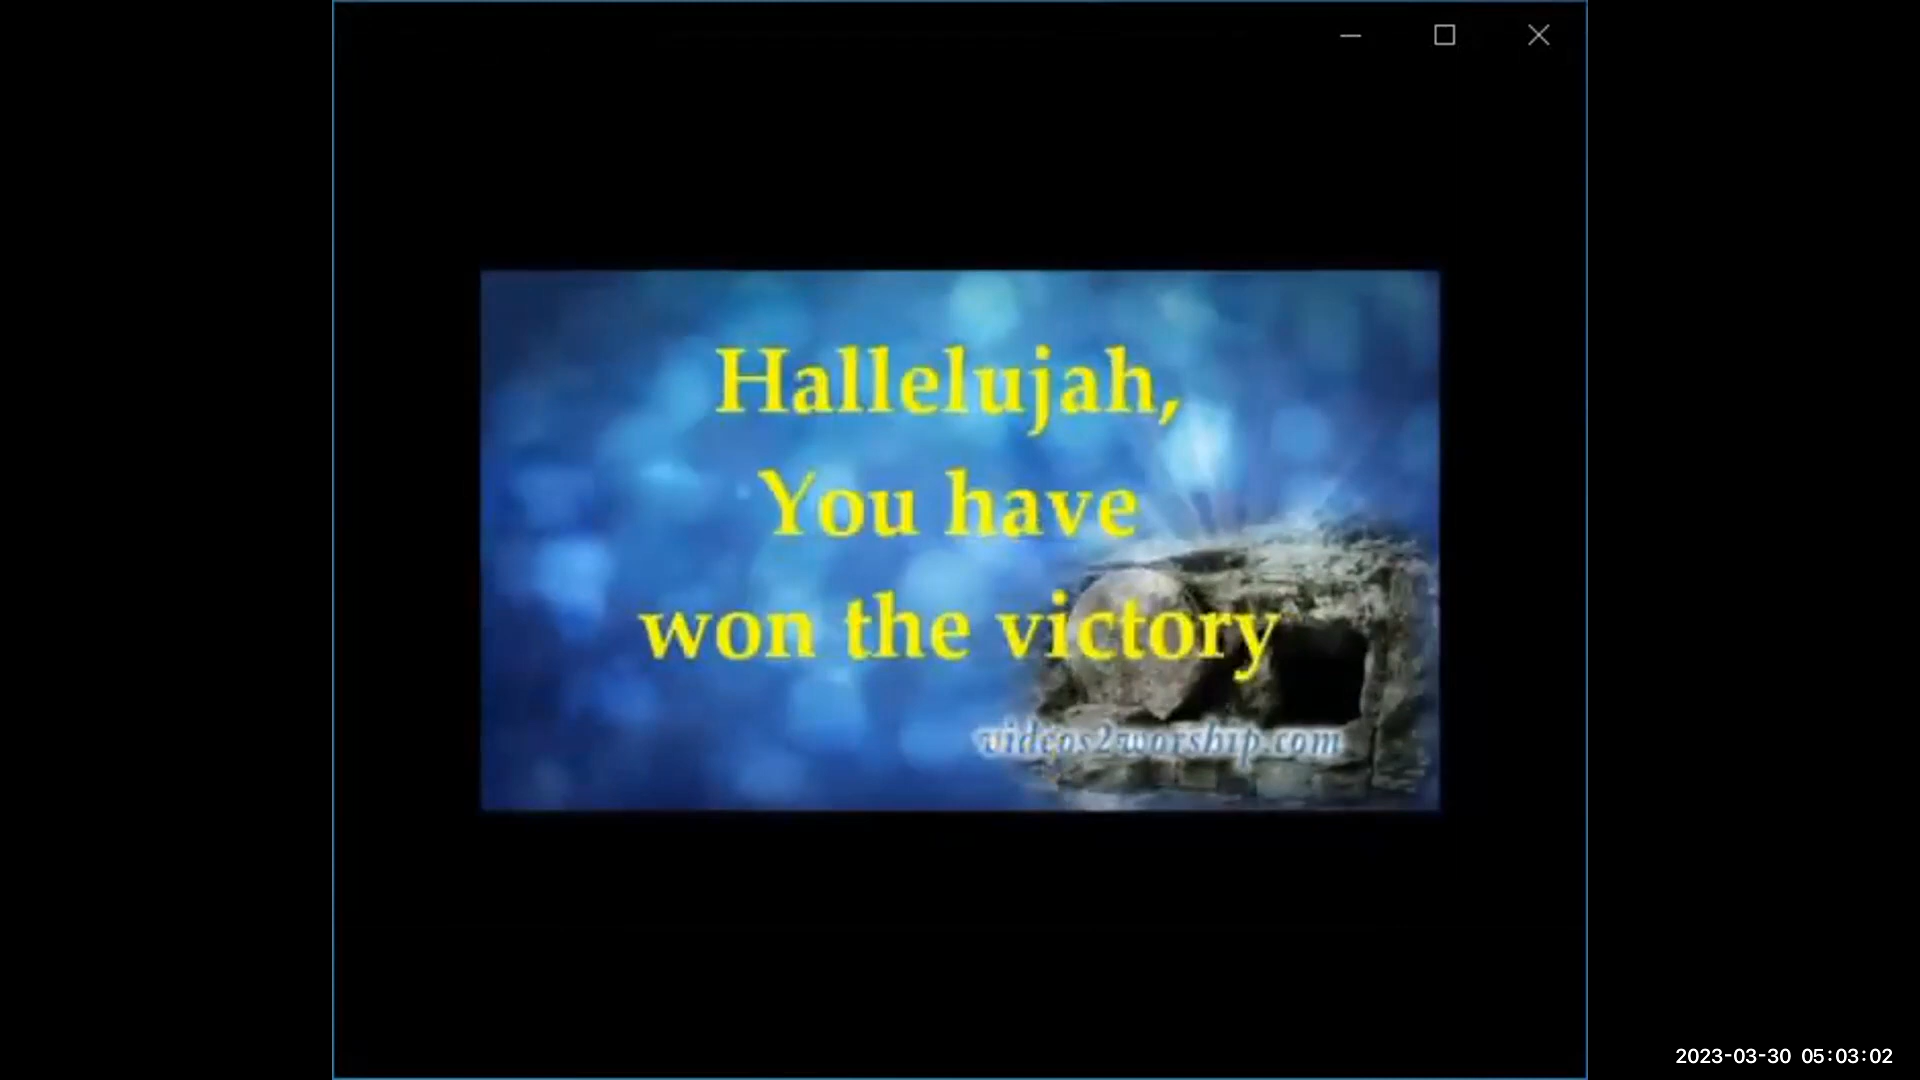 Hallelujah,
You have
won the victory
videos2worship.com
2023-03-30 05:03:02